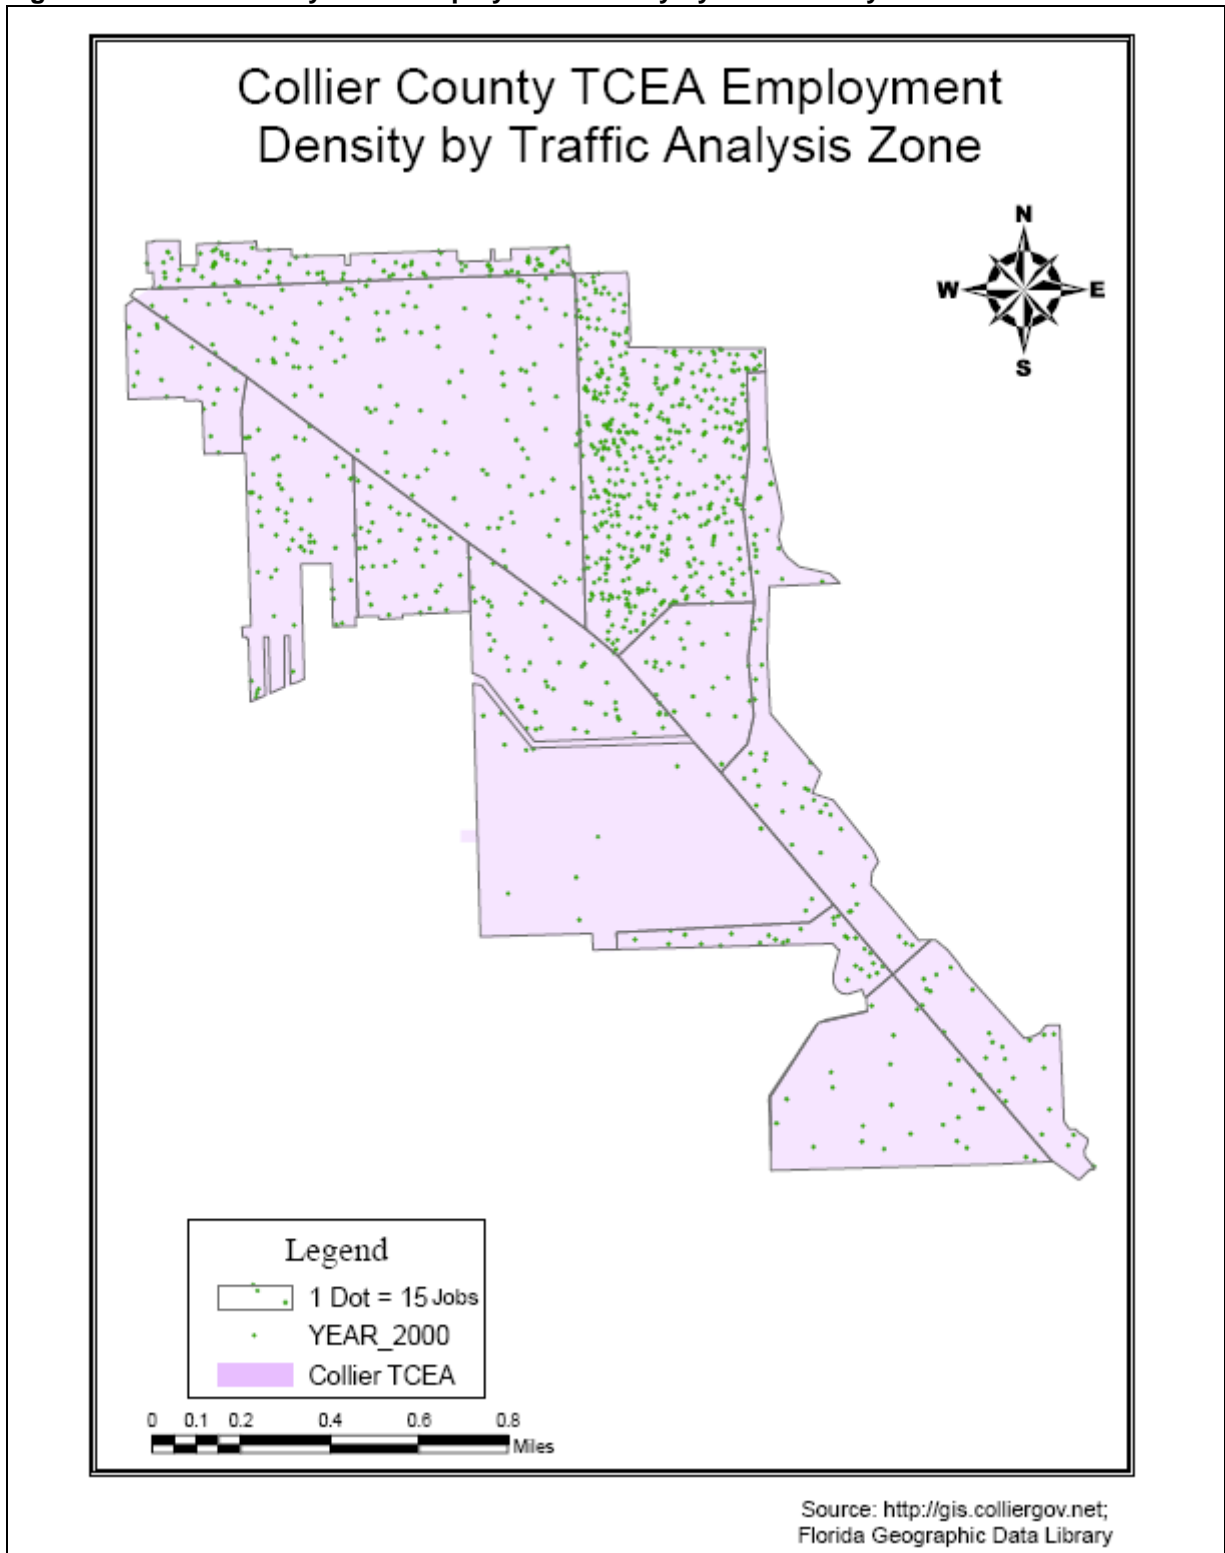 Collier County TCEA Employment
Density by Traffic Analysis Zone
N
W
E
S
Legend
1 Dot = 15 Jobs
YEAR_2000
Collier TCEA
0 0.1 0.2 0.4 0.6 0.8
Miles
Source: http://gis.colliergov.net;
Florida Geographic Data Library